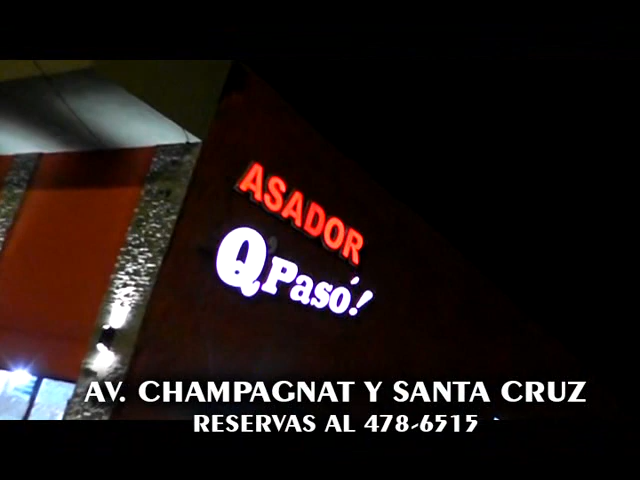 ASADOR
Q'Pasó!
AV. CHAMPAGNAT Y SANTA CRUZ
RESERVAS AL 478-6515